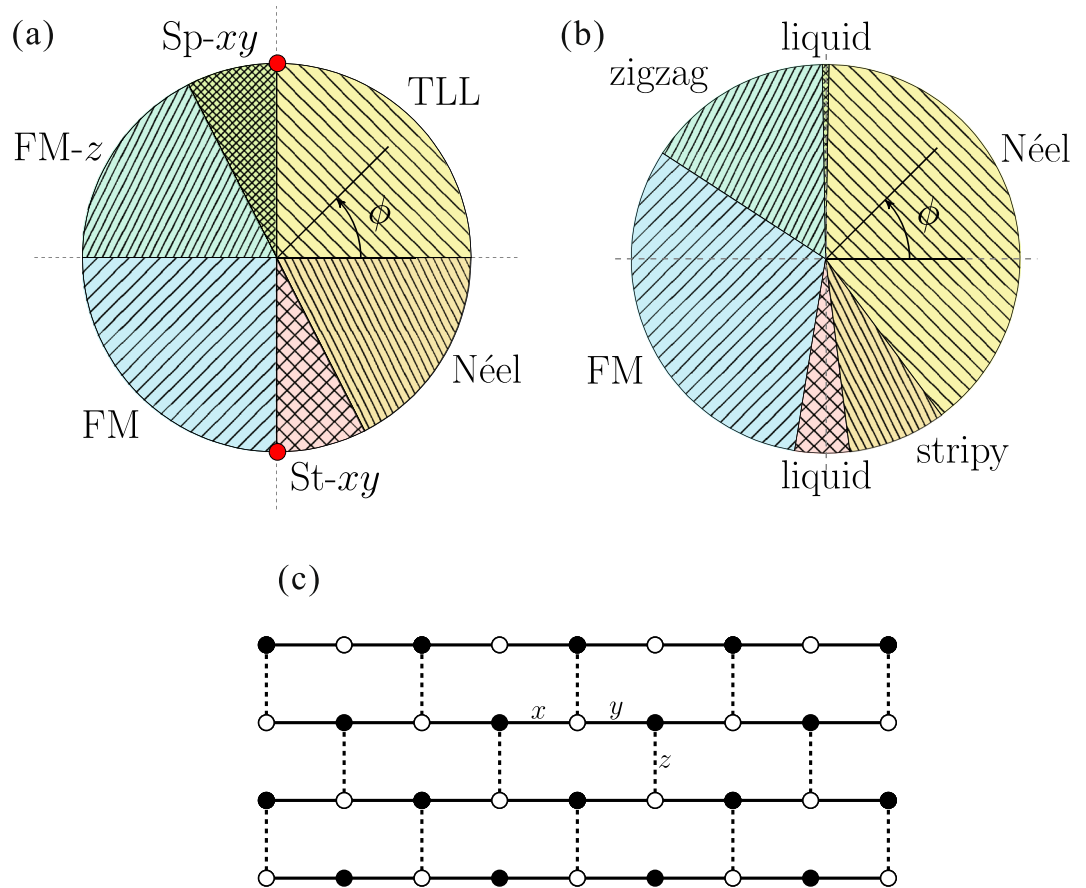 (a)
Sp-xy
TLL
FM-z
ϕ
FM
Néel
St-xy
(b)
liquid
zigzag
Néel
ϕ
FM
stripy
liquid
(c)
x
y
z